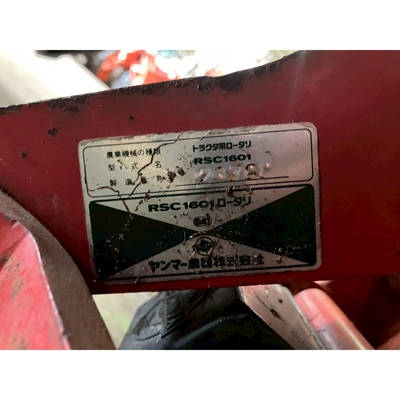 農業機械の種類 トラクタ用ロータリ
型式名 RSC1601
製造番号
RSC1601ロータリ
ヤンマー農機株式会社